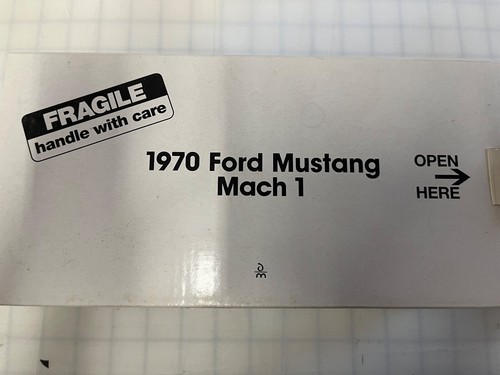 FRAGILE
handle with care
1970 Ford Mustang
Mach 1
OPEN
HERE